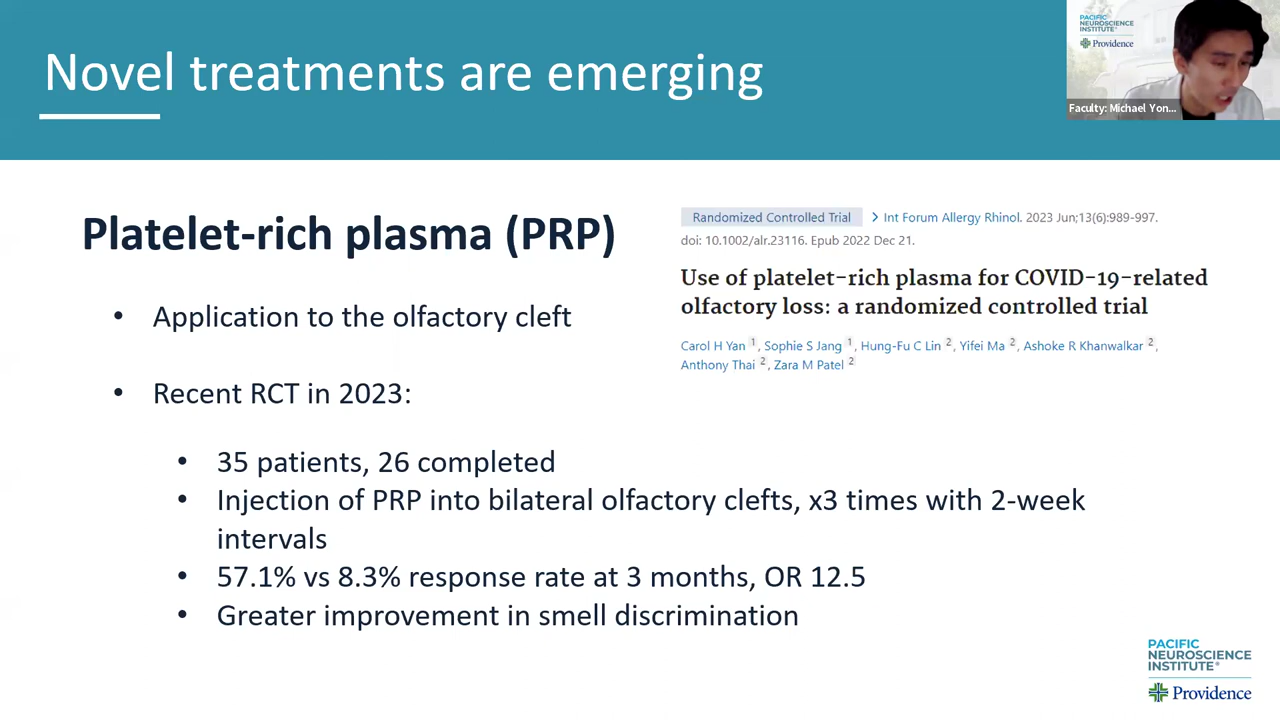 Novel treatments are emerging
PACIFIC
NEUROSCIENCE
INSTITUTE®
Providence
Faculty: Michael Yon...
Platelet-rich plasma (PRP)
• Application to the olfactory cleft
• Recent RCT in 2023:
• 35 patients, 26 completed
• Injection of PRP into bilateral olfactory clefts, x3 times with 2-week
intervals
• 57.1% vs 8.3% response rate at 3 months, OR 12.5
• Greater improvement in smell discrimination
Randomized Controlled Trial > Int Forum Allergy Rhinol. 2023 Jun;13(6):989-997.
doi: 10.1002/alr.23116. Epub 2022 Dec 21.
Use of platelet-rich plasma for COVID-19-related
olfactory loss: a randomized controlled trial
Carol H Yan 1, Sophie S Jang 1, Hung-Fu C Lin 2, Yifei Ma 2, Ashoke R Khanwalkar 2,
Anthony Thai 2, Zara M Patel 2
PACIFIC
NEUROSCIENCE
INSTITUTE®
Providence